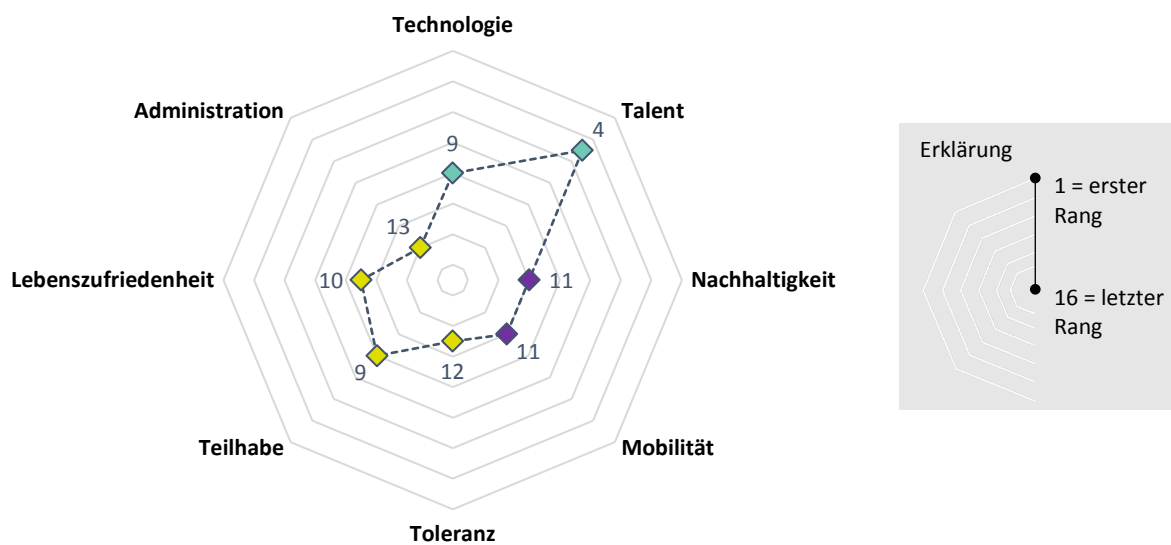 Technologie
Administration
Talent
9
4
13
Lebenszufriedenheit
10
11
Nachhaltigkeit
9
12
11
Teilhabe
Mobilität
Toleranz
Erklärung
1 = erster
Rang
16 = letzter
Rang